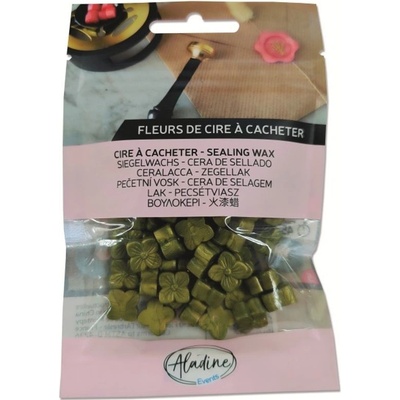 FLEURS DE CIRE À CACHETER
CIRE À CACHETER - SEALING WAX
SIEGELWACHS - CERA DE SELLADO
CERALACCA - ZEGELLAK
PEČETNÍ VOSK - CERA DE SELAGEM
LAK - PECSÉTVIASZ
ΒΟΥΛΟΚΕΡΙ - 火漆蜡
Aladine
Events